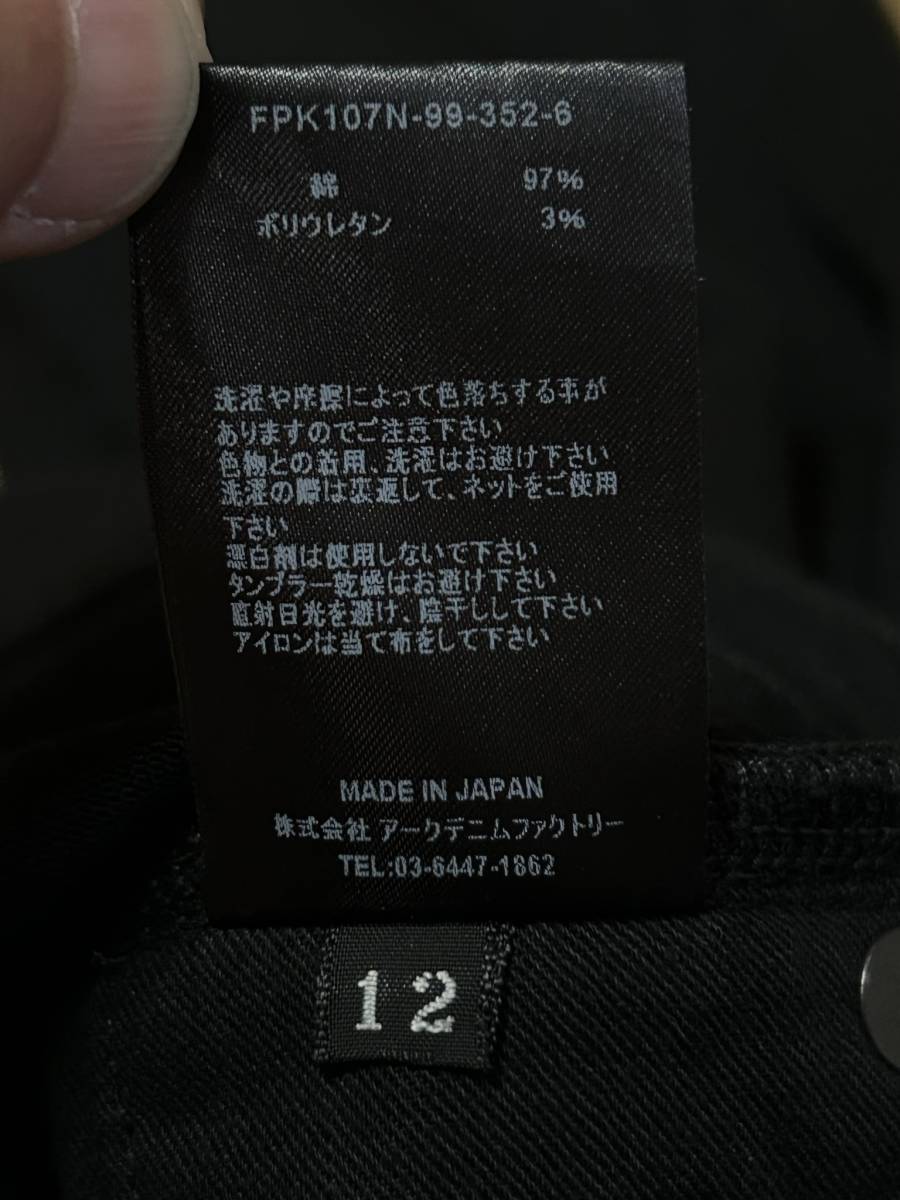 FPK107N-99-352-6
綿 97%
ポリウレタン 3%
洗濯や摩擦によって色落ちする事が
ありますのでご注意下さい
色物との着用、洗濯はお避け下さい
洗濯の際は裏返して、ネットをご使用
下さい
漂白剤は使用しないで下さい
タンブラー乾燥はお避け下さい
直射日光を避け、陰干しして下さい
アイロンは当て布をして下さい
MADE IN JAPAN
株式会社 アークデニムファクトリー
TEL:03-6447-1862
12